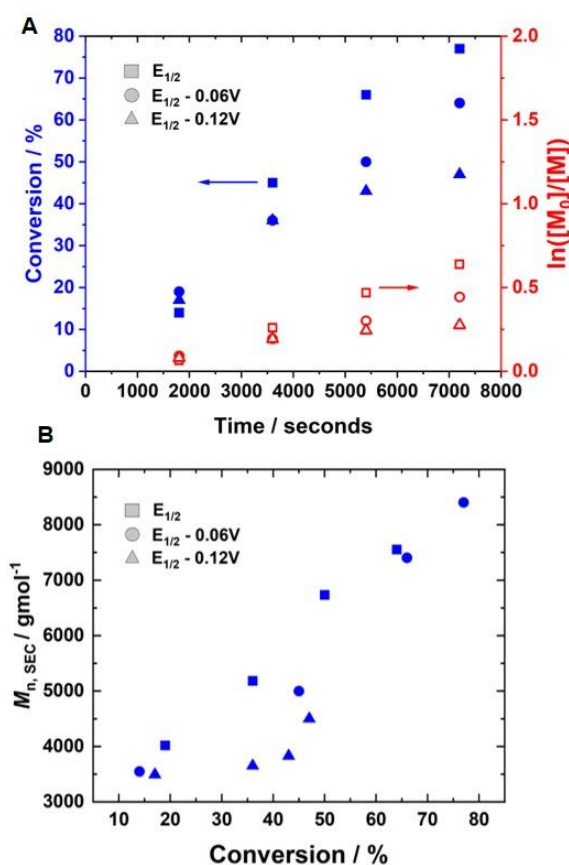 A
80
70
60
50
40
30
20
10
0
Conversion / %
E1/2
E1/2 - 0.06V
E1/2 - 0.12V
2.0
1.5
1.0
0.5
0.0
ln([M0]/[M])
0 1000 2000 3000 4000 5000 6000 7000 8000
Time / seconds
B
9000
8000
7000
6000
5000
4000
3000
Mn, SEC / gmol-1
E1/2
E1/2 - 0.06V
E1/2 - 0.12V
10 20 30 40 50 60 70 80
Conversion / %